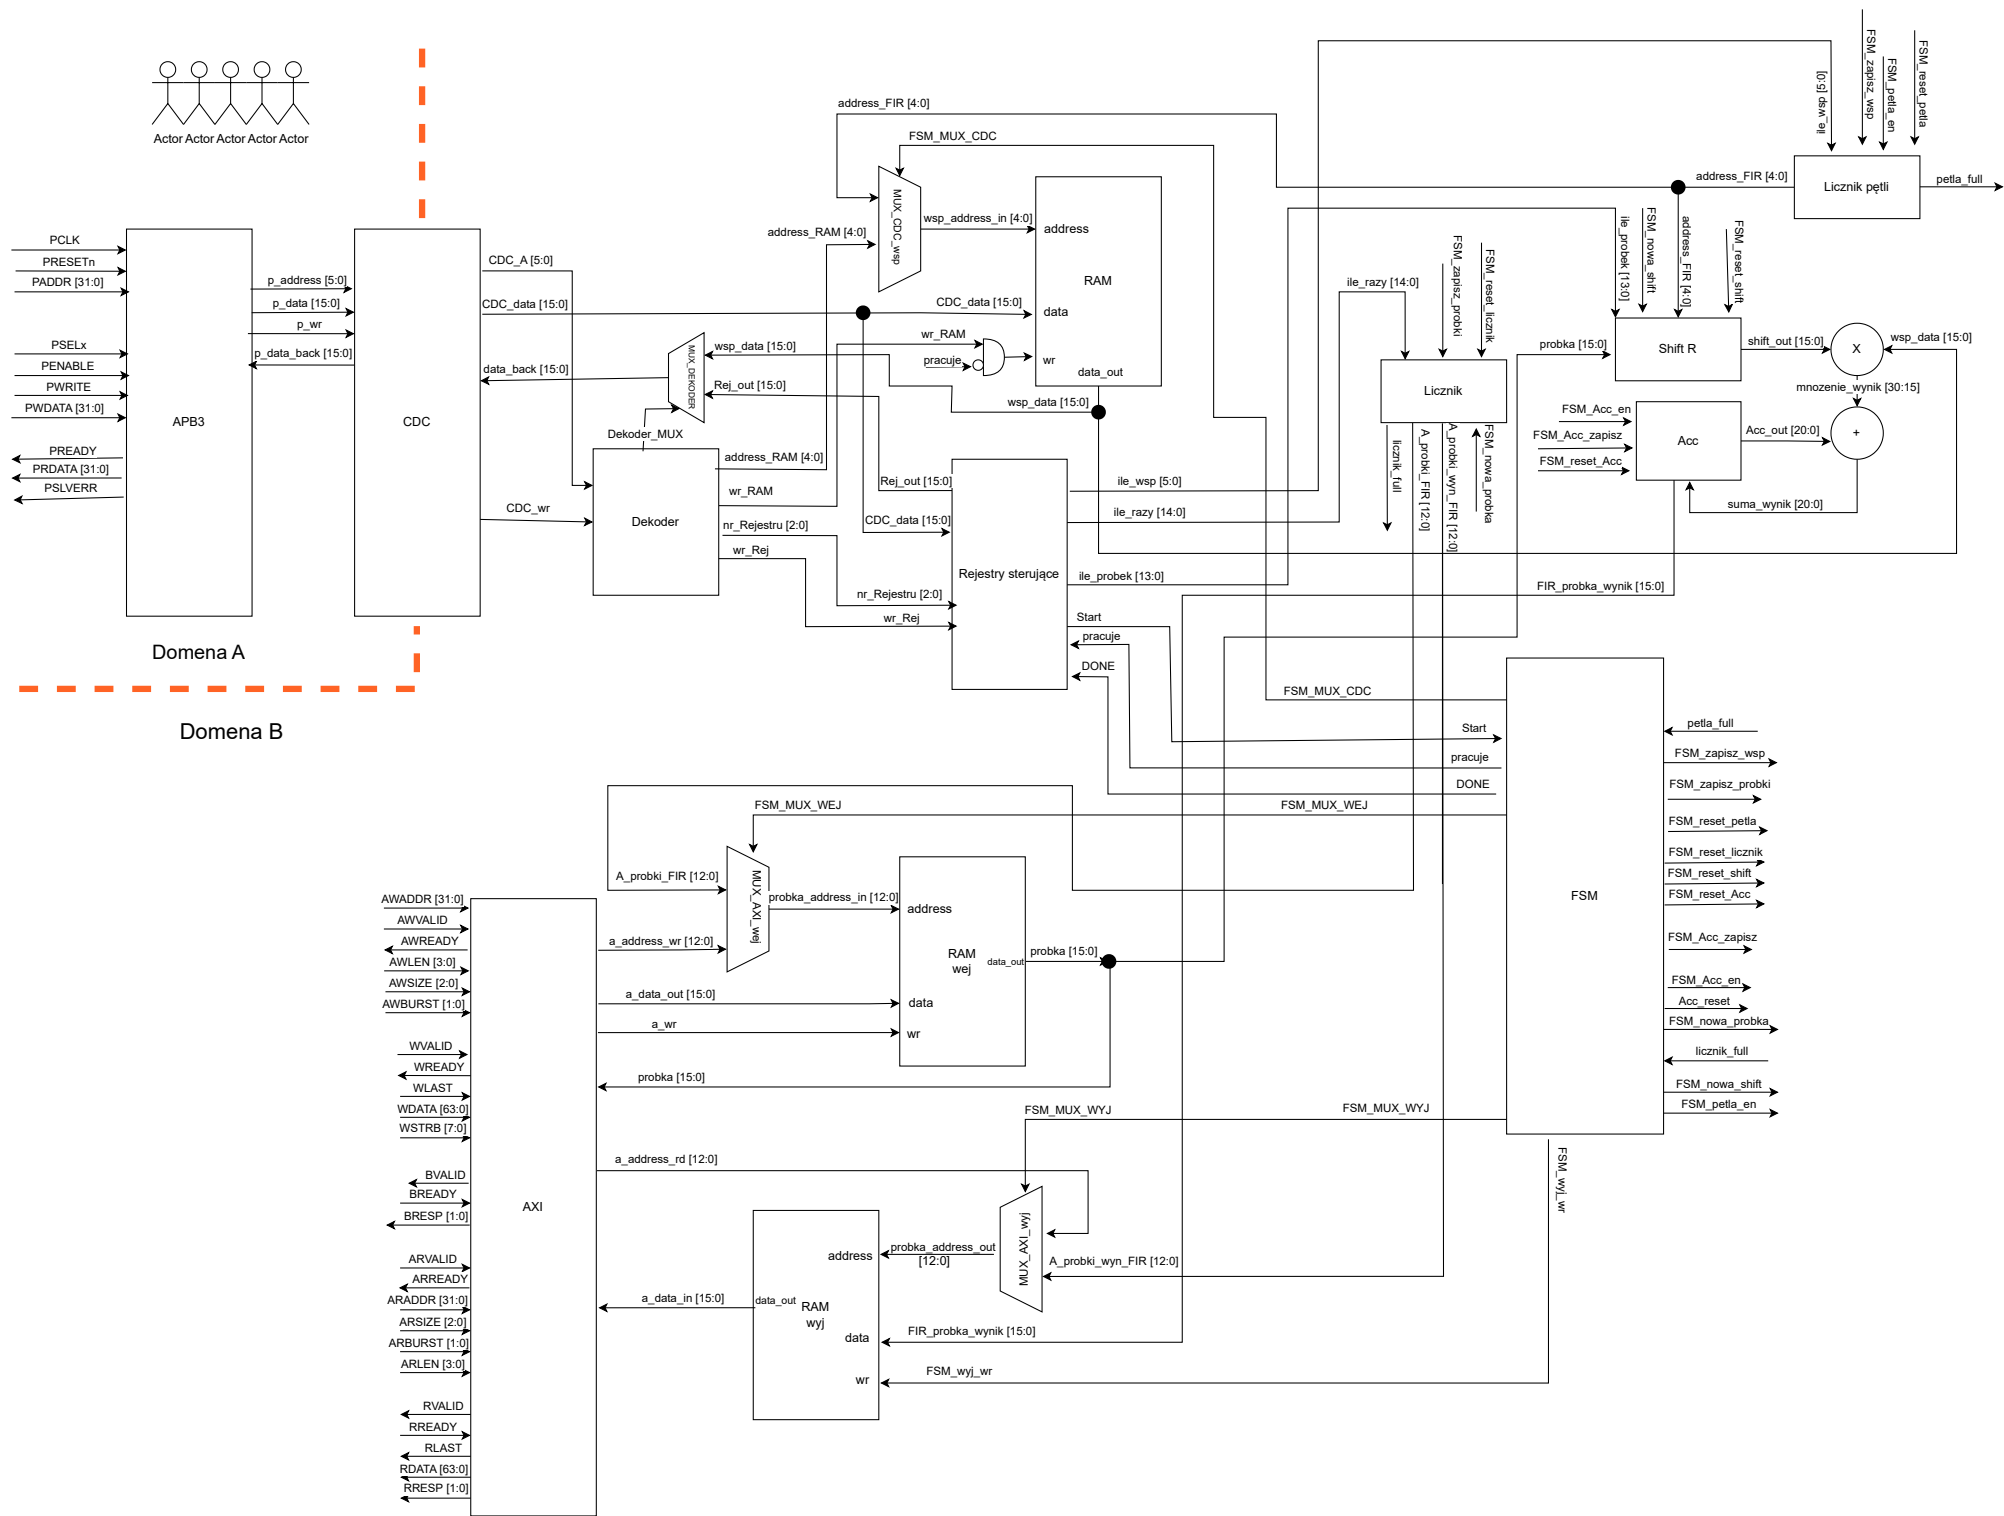 Actor Actor Actor Actor Actor
PCLK
PRESETn
PADDR [31:0]
PSELx
PENABLE
PWRITE
PWDATA [31:0]
PREADY
PRDATA [31:0]
PSLVERR
APB3
p_address [5:0]
p_data [15:0]
p_wr
p_data_back [15:0]
CDC
Domena A
Domena B
CDC_A [5:0]
CDC_data [15:0]
data_back [15:0]
CDC_wr
MUX_DEKODER
Dekoder_MUX
Dekoder
address_RAM [4:0]
wr_RAM
nr_Rejestru [2:0]
wr_Rej
address_FIR [4:0]
FSM_MUX_CDC
address_RAM [4:0]
MUX_CDC_wsp
wsp_address_in [4:0]
CDC_data [15:0]
wr_RAM
pracuje
wsp_data [15:0]
Rej_out [15:0]
address
RAM
data
wr
data_out
wsp_data [15:0]
Rej_out [15:0]
CDC_data [15:0]
nr_Rejestru [2:0]
wr_Rej
Rejestry sterujące
ile_wsp [5:0]
ile_razy [14:0]
ile_probek [13:0]
Start
pracuje
DONE
ile_razy [14:0]
FSM_zapisz_probki
FSM_reset_licznik
Licznik
licznik_full
A_probki_FIR [12:0]
A_probki_wyn_FIR [12:0]
FSM_nowa_probka
ile_wsp [5:0]
FSM_zapisz_wsp
FSM_petla_en
FSM_reset_petla
address_FIR [4:0]
Licznik pętli
petla_full
ile_probek [13:0]
FSM_nowa_shift
address_FIR [4:0]
FSM_reset_shift
probka [15:0]
Shift R
shift_out [15:0]
X
wsp_data [15:0]
mnozenie_wynik [30:15]
FSM_Acc_en
FSM_Acc_zapisz
FSM_reset_Acc
Acc
Acc_out [20:0]
+
suma_wynik [20:0]
FIR_probka_wynik [15:0]
FSM_MUX_CDC
Start
pracuje
DONE
FSM_MUX_WEJ
FSM_MUX_WEJ
FSM
petla_full
FSM_zapisz_wsp
FSM_zapisz_probki
FSM_reset_petla
FSM_reset_licznik
FSM_reset_shift
FSM_reset_Acc
FSM_Acc_zapisz
FSM_Acc_en
Acc_reset
FSM_nowa_probka
licznik_full
FSM_nowa_shift
FSM_petla_en
FSM_wyj_wr
A_probki_FIR [12:0]
MUX_AXI_wej
probka_address_in [12:0]
a_address_wr [12:0]
a_data_out [15:0]
a_wr
address
RAM
wej
data_out
data
wr
probka [15:0]
probka [15:0]
FSM_MUX_WYJ
FSM_MUX_WYJ
a_address_rd [12:0]
MUX_AXI_wyj
probka_address_out
[12:0]
A_probki_wyn_FIR [12:0]
address
data_out
RAM
wyj
data
wr
a_data_in [15:0]
FIR_probka_wynik [15:0]
FSM_wyj_wr
AXI
AWADDR [31:0]
AWVALID
AWREADY
AWLEN [3:0]
AWSIZE [2:0]
AWBURST [1:0]
WVALID
WREADY
WLAST
WDATA [63:0]
WSTRB [7:0]
BVALID
BREADY
BRESP [1:0]
ARVALID
ARREADY
ARADDR [31:0]
ARSIZE [2:0]
ARBURST [1:0]
ARLEN [3:0]
RVALID
RREADY
RLAST
RDATA [63:0]
RRESP [1:0]